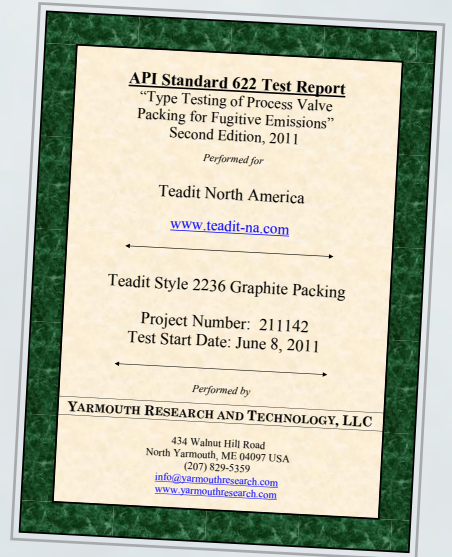 API Standard 622 Test Report
“Type Testing of Process Valve
Packing for Fugitive Emissions”
Second Edition, 2011
Performed for
Teadit North America
www.teadit-na.com
Teadit Style 2236 Graphite Packing
Project Number: 211142
Test Start Date: June 8, 2011
Performed by
YARMOUTH RESEARCH AND TECHNOLOGY, LLC
434 Walnut Hill Road
North Yarmouth, ME 04097 USA
(207) 829-5359
info@yarmouthresearch.com
www.yarmouthresearch.com